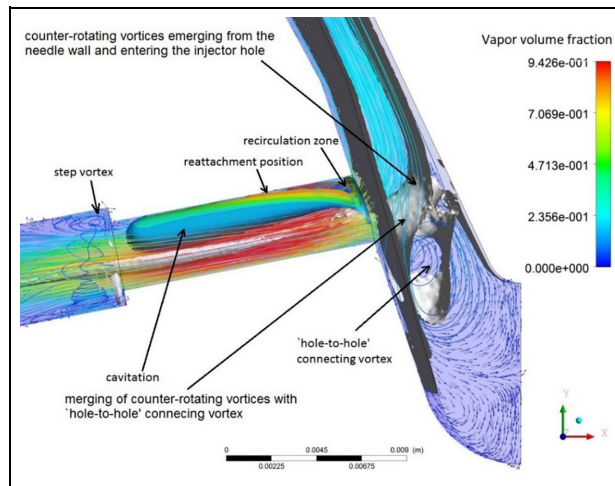 counter-rotating vortices emerging from the
needle wall and entering the injector hole
Vapor volume fraction
9.426e-001
7.069e-001
4.713e-001
2.356e-001
0.000e+000
recirculation zone
reattachment position
step vortex
`hole-to-hole'
connecting vortex
cavitation
merging of counter-rotating vortices with
`hole-to-hole' connecing vortex
Y
X
Z
0
0.0045
0.009 (m)
0.00225
0.00675